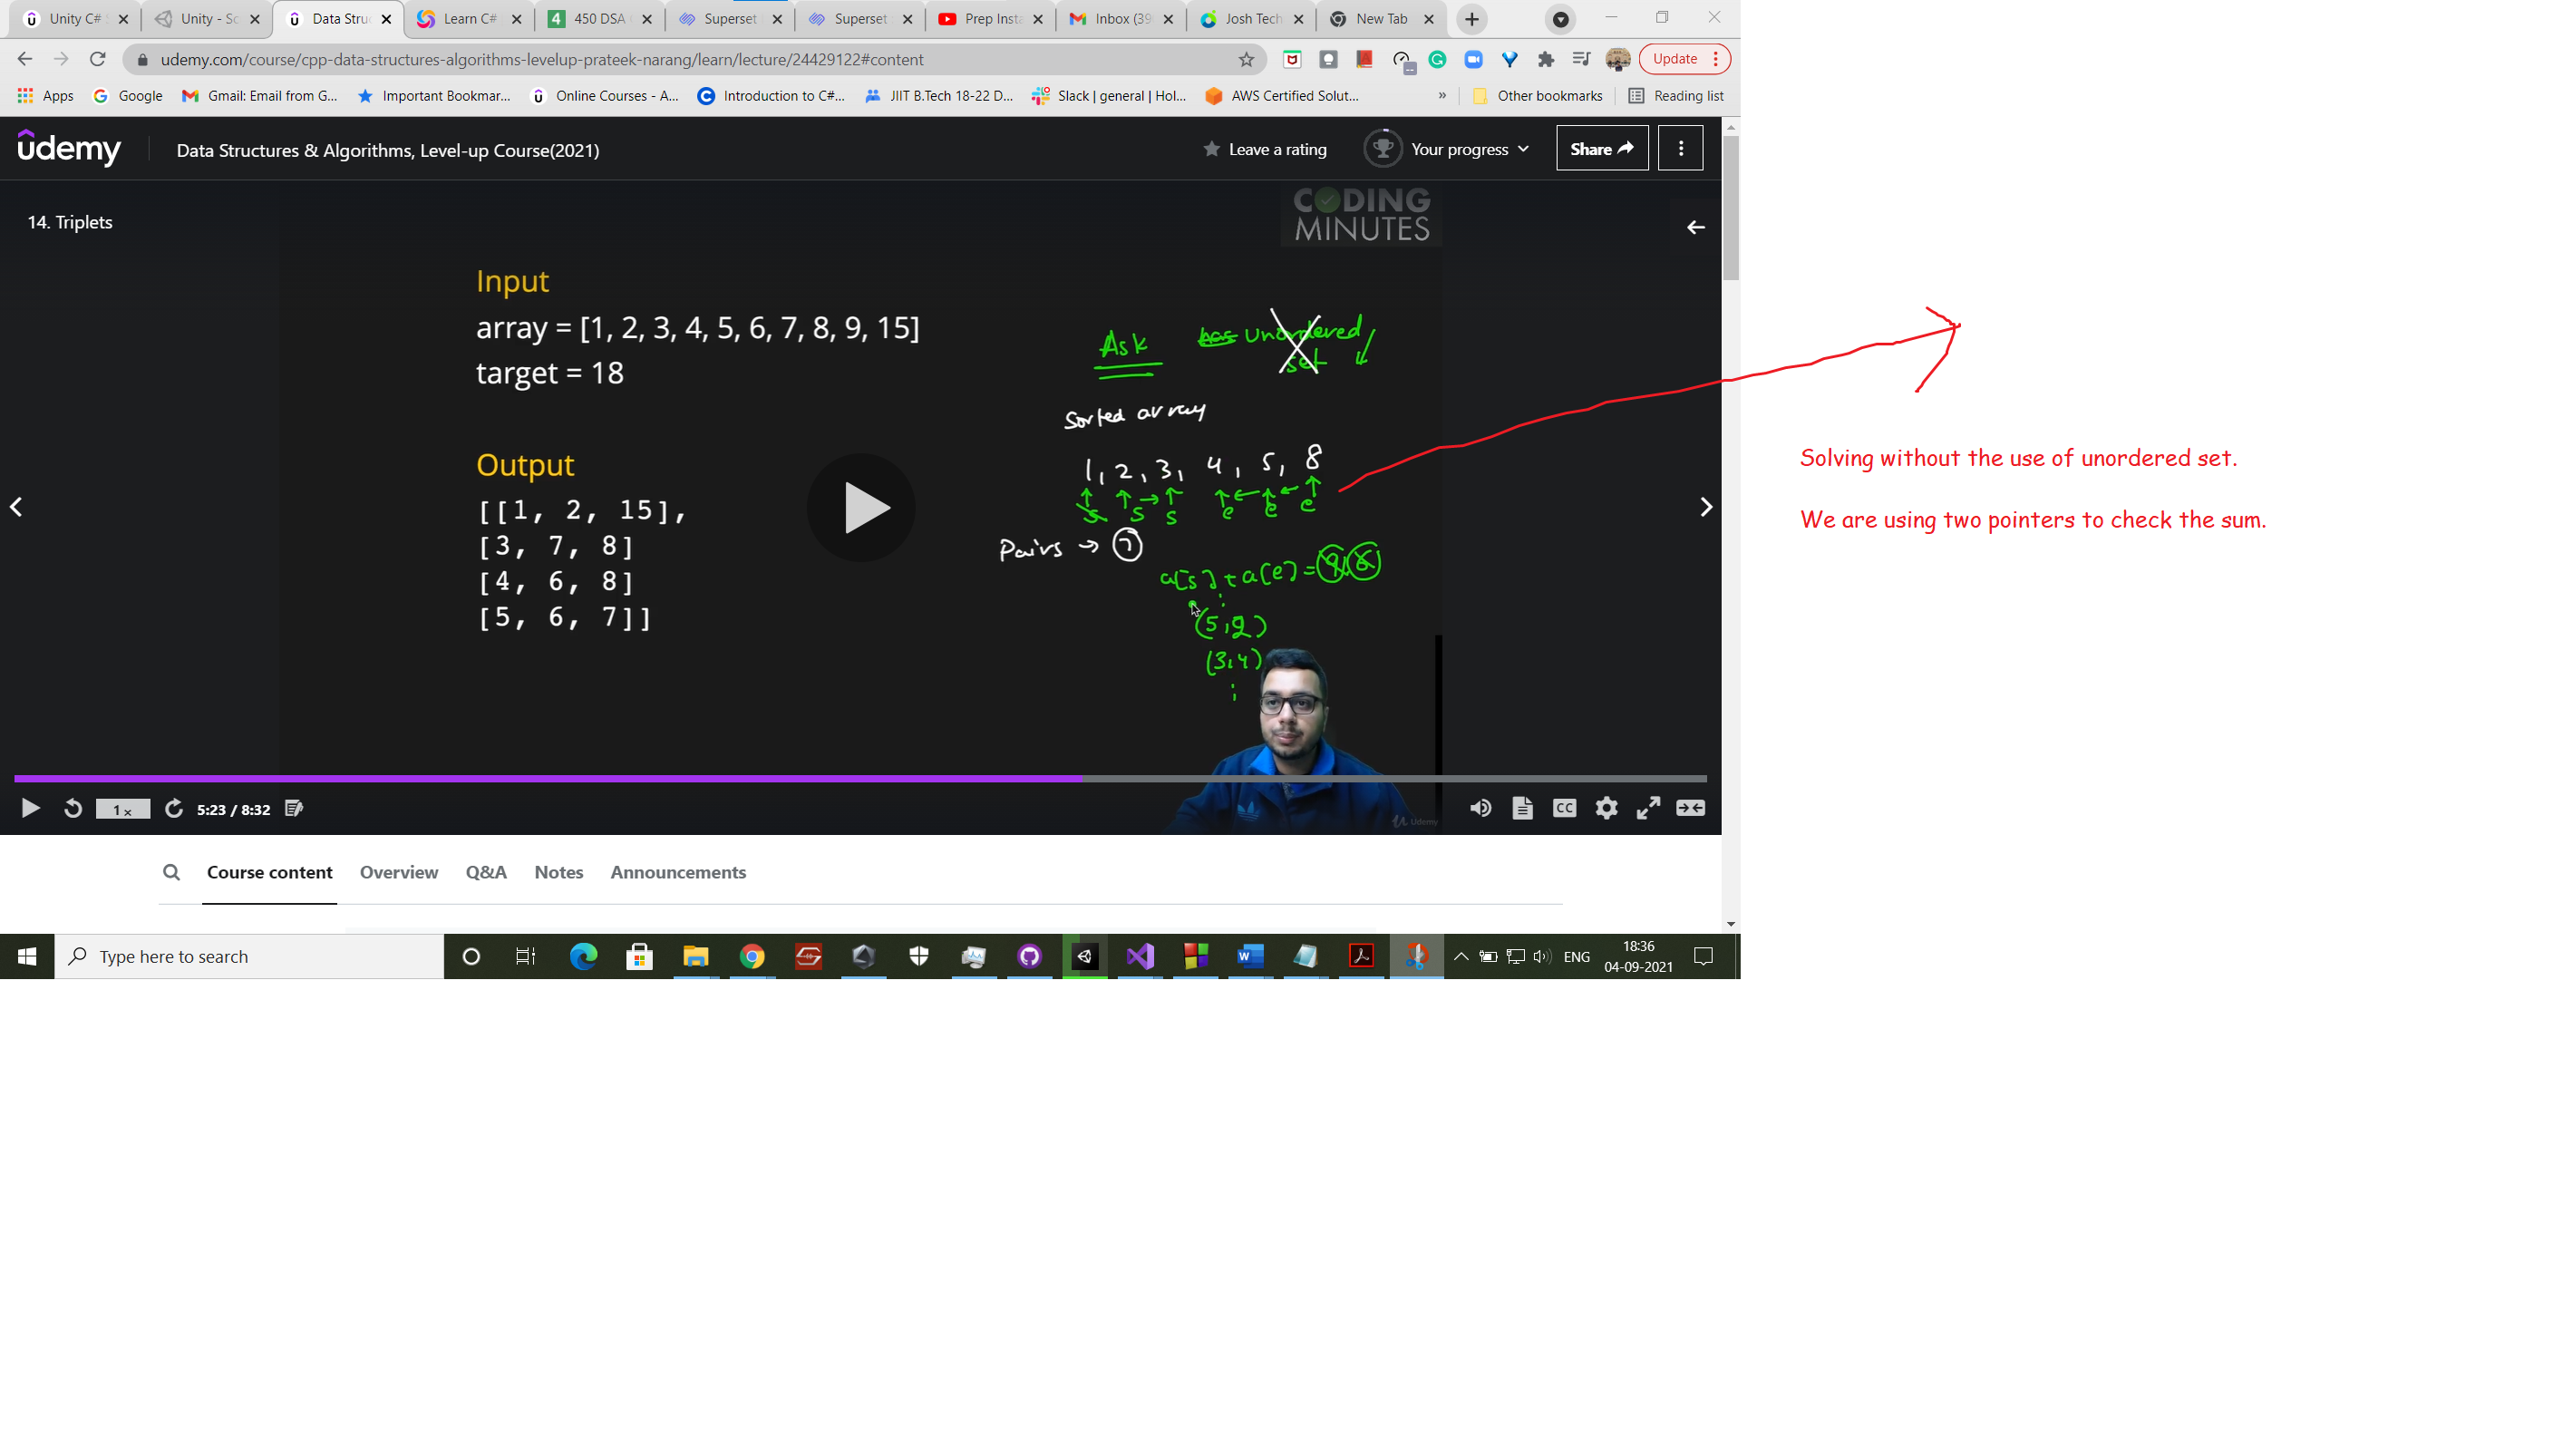 Unity C# S
Unity - Sc
Data Struc
Learn C#
450 DSA
Superset
Superset
Prep Insta
Inbox (39
Josh Tech
New Tab
udemy.com/course/cpp-data-structures-algorithms-levelup-prateek-narang/learn/lecture/24429122#content
Update
Apps
Google
Gmail: Email from G...
Important Bookmar...
Online Courses - A...
Introduction to C#...
JIIT B.Tech 18-22 D...
Slack | general | Hol...
AWS Certified Solut...
»
Other bookmarks
Reading list
udemy
Data Structures & Algorithms, Level-up Course(2021)
Leave a rating
Your progress
Share
14. Triplets
CODING
MINUTES
Input
array = [1, 2, 3, 4, 5, 6, 7, 8, 9, 15]
target = 18
Output
[[1, 2, 15],
[3, 7, 8]
[4, 6, 8]
[5, 6, 7]]
Ask
unordered
set
Sorted array
1, 2, 3, 4, 5, 8
s s s e e e
Pairs → 7
a[s] + a[e] = 9, 6
(5,2)
(3,4)
Solving without the use of unordered set.
We are using two pointers to check the sum.
1 x
5:23 / 8:32
CC
Udemy
Course content
Overview
Q&A
Notes
Announcements
Type here to search
ENG
18:36
04-09-2021